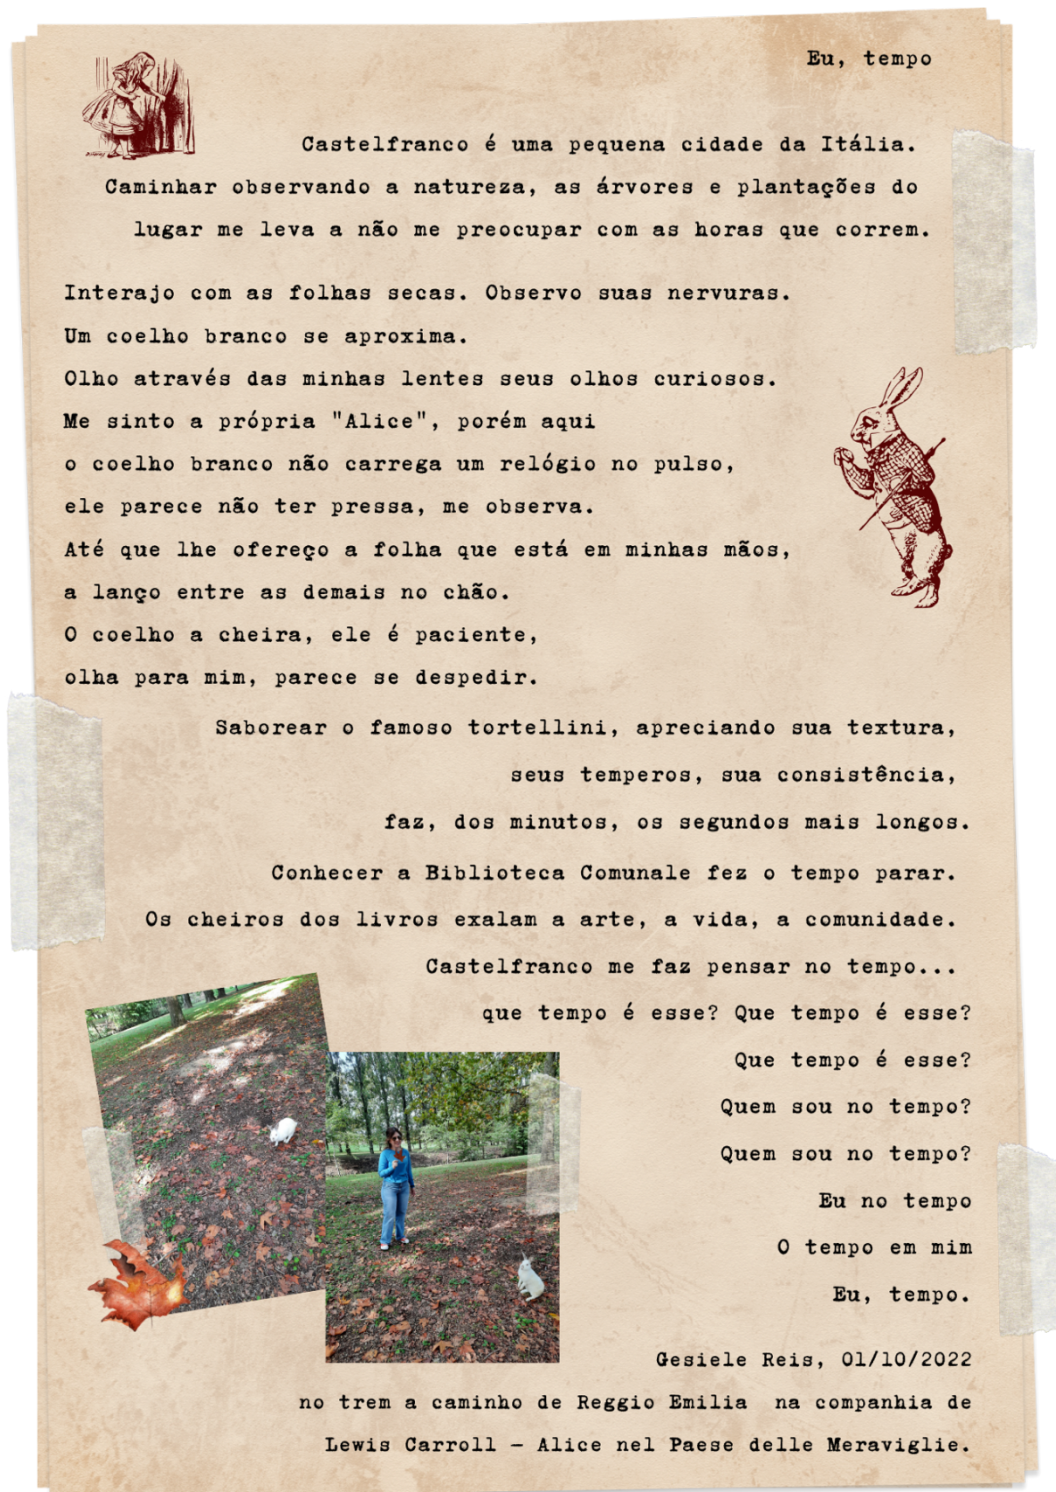 Eu, tempo
Castelfranco é uma pequena cidade da Itália.
Caminhar observando a natureza, as árvores e plantações do
lugar me leva a não me preocupar com as horas que correm.
Interajo com as folhas secas. Observo suas nervuras.
Um coelho branco se aproxima.
Olho através das minhas lentes seus olhos curiosos.
Me sinto a própria "Alice", porém aqui
o coelho branco não carrega um relógio no pulso,
ele parece não ter pressa, me observa.
Até que lhe ofereço a folha que está em minhas mãos,
a lanço entre as demais no chão.
O coelho a cheira, ele é paciente,
olha para mim, parece se despedir.
Saborear o famoso tortellini, apreciando sua textura,
seus temperos, sua consistência,
faz, dos minutos, os segundos mais longos.
Conhecer a Biblioteca Comunale fez o tempo parar.
Os cheiros dos livros exalam a arte, a vida, a comunidade.
Castelfranco me faz pensar no tempo...
que tempo é esse? Que tempo é esse?
Que tempo é esse?
Quem sou no tempo?
Quem sou no tempo?
Eu no tempo
O tempo em mim
Eu, tempo.
Gesiele Reis, 01/10/2022
no trem a caminho de Reggio Emilia na companhia de
Lewis Carroll – Alice nel Paese delle Meraviglie.